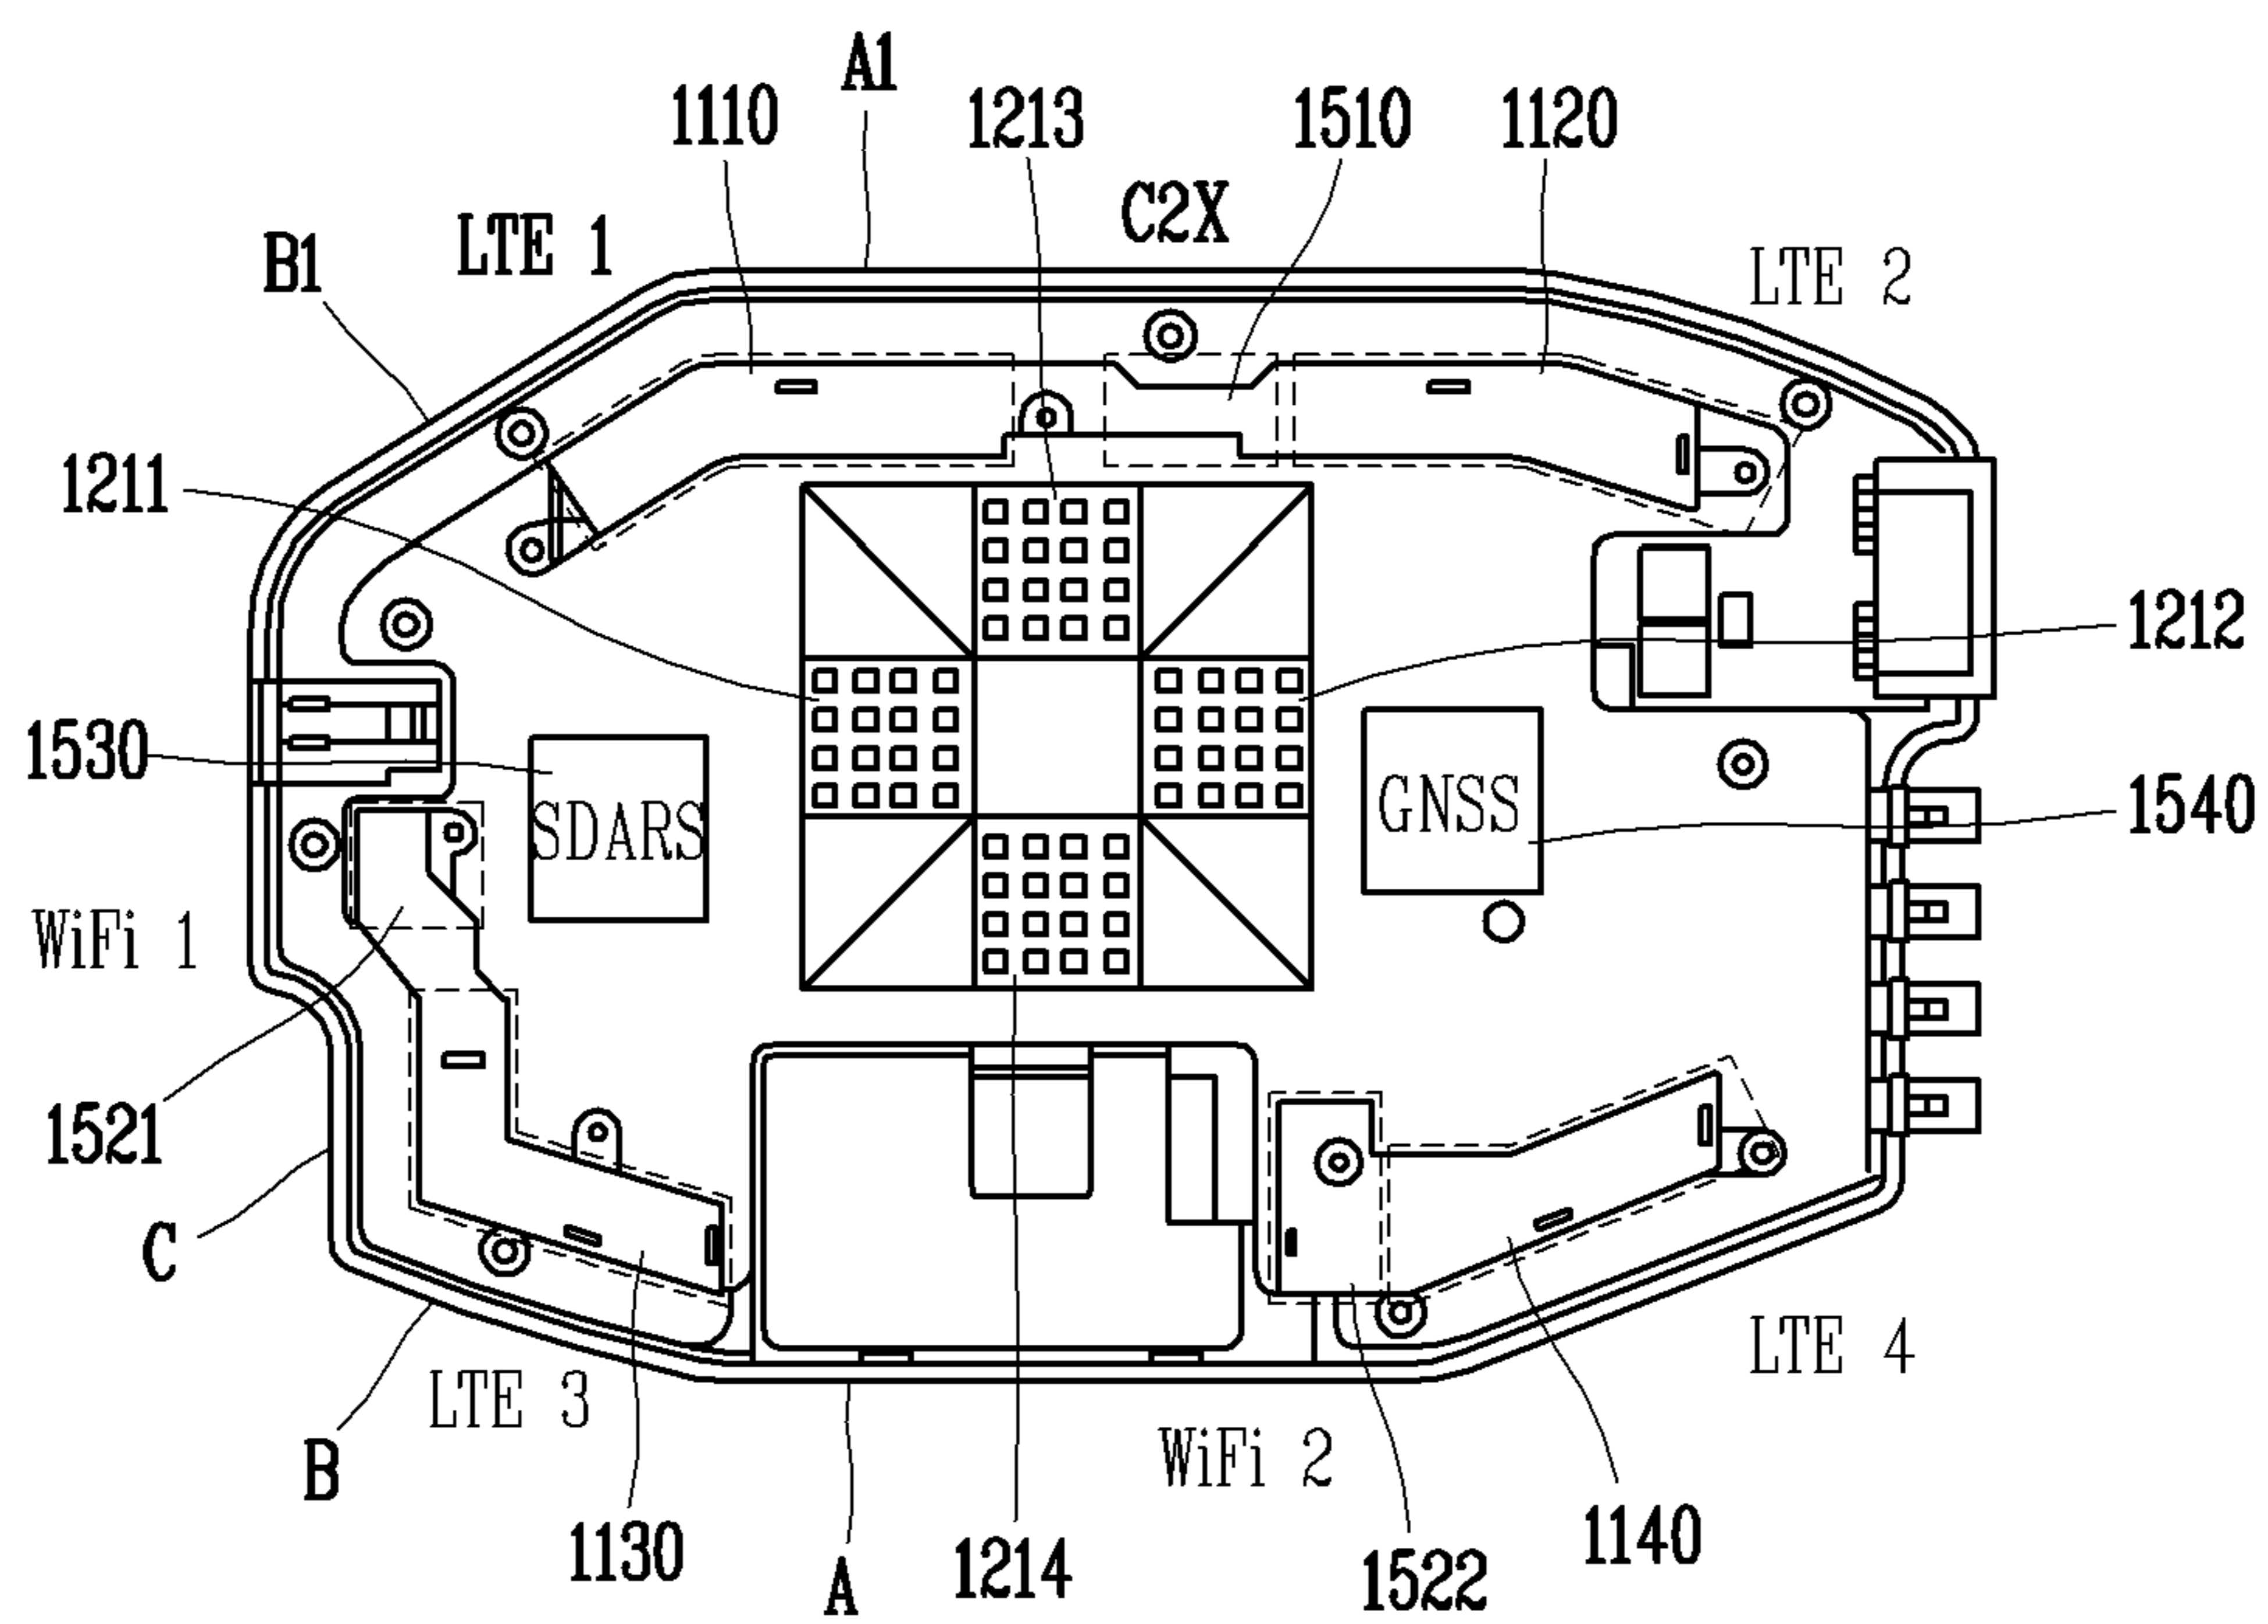 A1
1110
1213
1510
1120
C2X
LTE 1
B1
LTE 2
1211
1212
1530
SDARS
GNSS
1540
WiFi 1
1521
C
LTE 4
LTE 3
B
WiFi 2
1130
A
1214
1522
1140